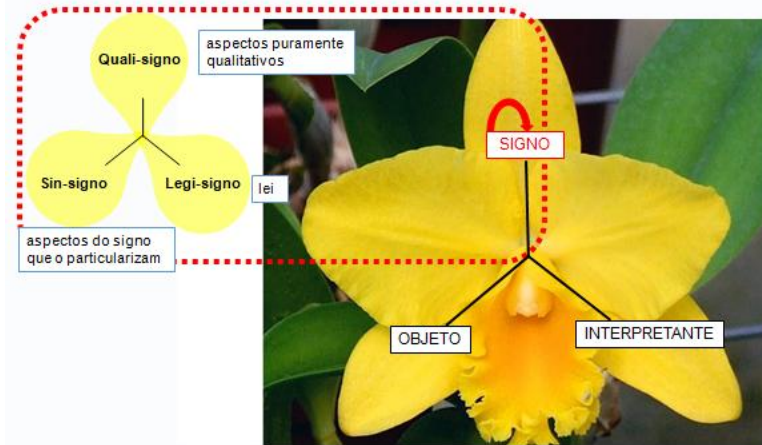 Quali-signo
aspectos puramente
qualitativos
Sin-signo
Legi-signo
lei
aspectos do signo
que o particularizam
SIGNO
OBJETO
INTERPRETANTE